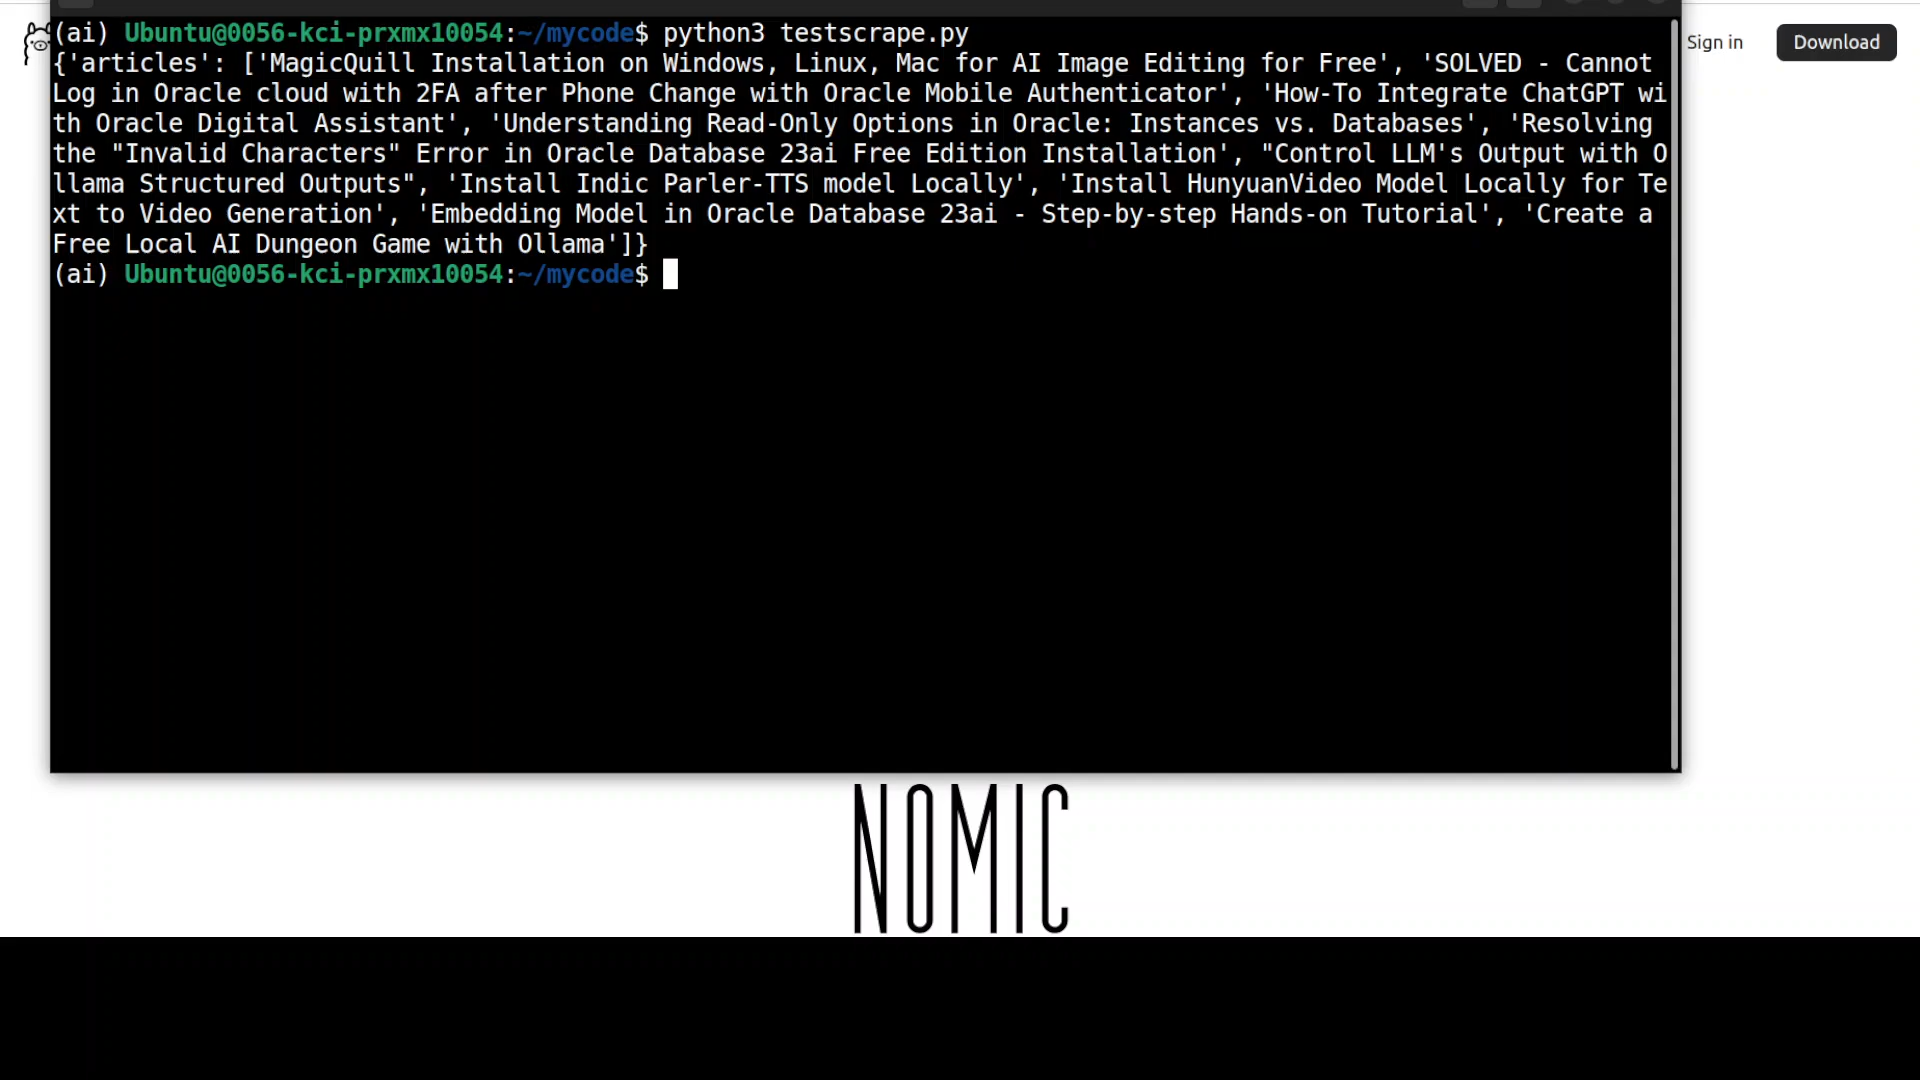 (ai) Ubuntu@0056-kci-prxmx10054:~/mycode$ python3 testscrape.py
{'articles': ['MagicQuill Installation on Windows, Linux, Mac for AI Image Editing for Free', 'SOLVED - Cannot
Log in Oracle cloud with 2FA after Phone Change with Oracle Mobile Authenticator', 'How-To Integrate ChatGPT wi
th Oracle Digital Assistant', 'Understanding Read-Only Options in Oracle: Instances vs. Databases', 'Resolving
the "Invalid Characters" Error in Oracle Database 23ai Free Edition Installation', "Control LLM's Output with O
llama Structured Outputs", 'Install Indic Parler-TTS model Locally', 'Install HunyuanVideo Model Locally for Te
xt to Video Generation', 'Embedding Model in Oracle Database 23ai - Step-by-step Hands-on Tutorial', 'Create a
Free Local AI Dungeon Game with Ollama']}
(ai) Ubuntu@0056-kci-prxmx10054:~/mycode$
Sign in
Download
NOMIC